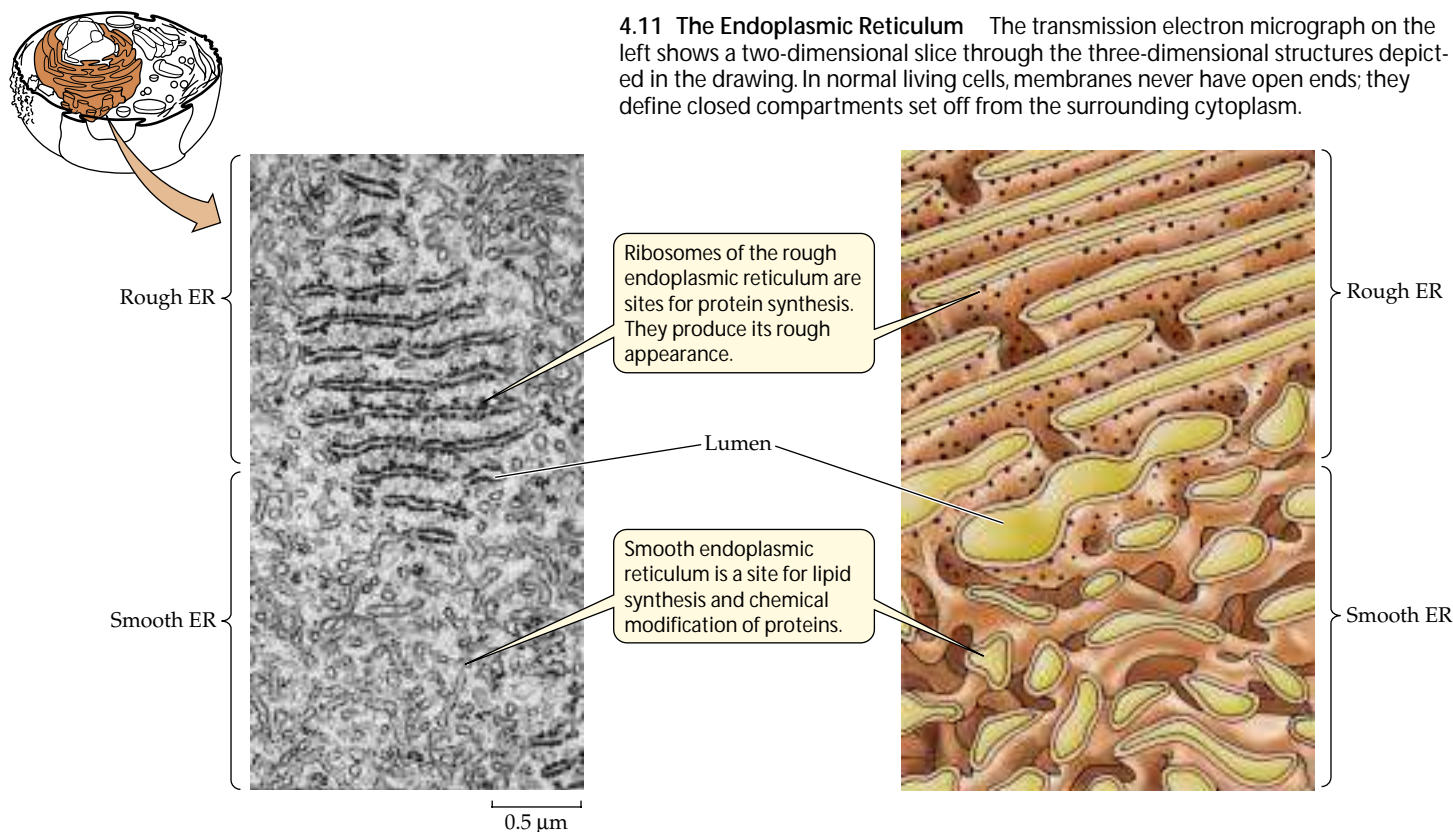 4.11 The Endoplasmic Reticulum The transmission electron micrograph on the
left shows a two-dimensional slice through the three-dimensional structures depict-
ed in the drawing. In normal living cells, membranes never have open ends; they
define closed compartments set off from the surrounding cytoplasm.
Rough ER
Ribosomes of the rough
endoplasmic reticulum are
sites for protein synthesis.
They produce its rough
appearance.
Rough ER
Lumen
Smooth ER
Smooth endoplasmic
reticulum is a site for lipid
synthesis and chemical
modification of proteins.
Smooth ER
0.5 µm